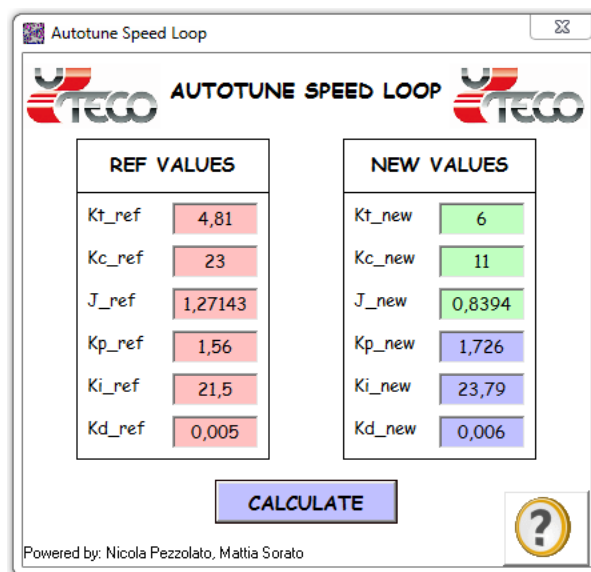 Autotune Speed Loop
UTECO AUTOTUNE SPEED LOOP UTECO
REF VALUES
Kt_ref 4,81
Kc_ref 23
J_ref 1,27143
Kp_ref 1,56
Ki_ref 21,5
Kd_ref 0,005
NEW VALUES
Kt_new 6
Kc_new 11
J_new 0,8394
Kp_new 1,726
Ki_new 23,79
Kd_new 0,006
CALCULATE
?
Powered by: Nicola Pezzolato, Mattia Sorato